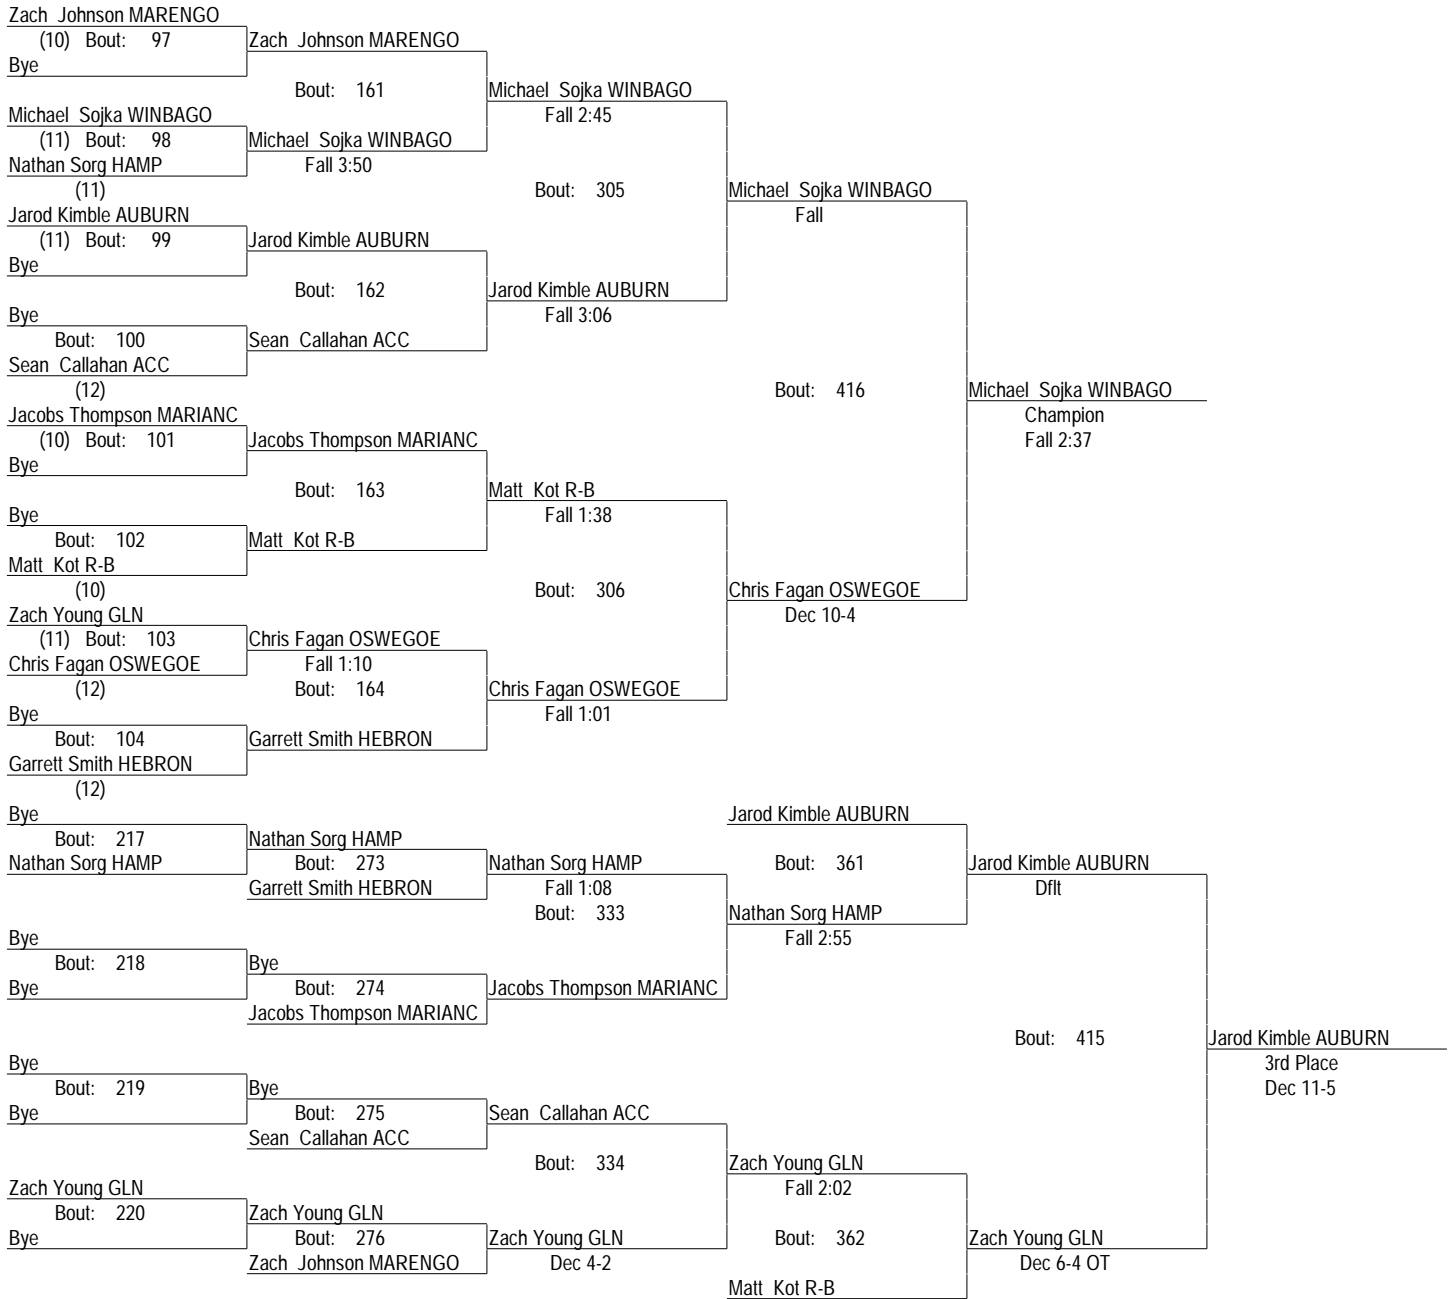 Zach  Johnson MARENGO
(10)  Bout:  97  Zach  Johnson MARENGO
Bye
Bout:  161  Michael  Sojka WINBAGO
Michael  Sojka WINBAGO  Fall 2:45
(11)  Bout:  98  Michael  Sojka WINBAGO
Nathan Sorg HAMP  Fall 3:50
(11)  Bout:  305  Michael  Sojka WINBAGO
Jarod Kimble AUBURN  Fall
(11)  Bout:  99  Jarod Kimble AUBURN
Bye
Bout:  162  Jarod Kimble AUBURN
Bye  Fall 3:06
Bout:  100  Sean  Callahan ACC
Sean  Callahan ACC
(12)  Bout:  416  Michael  Sojka WINBAGO
Jacobs Thompson MARIANC  Champion
(10)  Bout:  101  Jacobs Thompson MARIANC  Fall 2:37
Bye
Bout:  163  Matt  Kot R-B
Bye  Fall 1:38
Bout:  102  Matt  Kot R-B
Matt  Kot R-B
(10)  Bout:  306  Chris Fagan OSWEGOE
Zach Young GLN  Dec 10-4
(11)  Bout:  103  Chris Fagan OSWEGOE
Chris Fagan OSWEGOE  Fall 1:10
(12)  Bout:  164  Chris Fagan OSWEGOE
Bye  Fall 1:01
Bout:  104  Garrett Smith HEBRON
Garrett Smith HEBRON
(12)
Bye  Jarod Kimble AUBURN
Bout:  217  Nathan Sorg HAMP
Nathan Sorg HAMP  Bout:  273  Nathan Sorg HAMP  Bout:  361  Jarod Kimble AUBURN
Garrett Smith HEBRON  Fall 1:08  Dflt
Bout:  333  Nathan Sorg HAMP
Bye  Fall 2:55
Bout:  218  Bye
Bye  Bout:  274  Jacobs Thompson MARIANC
Jacobs Thompson MARIANC
Bout:  415  Jarod Kimble AUBURN
Bye  3rd Place
Bout:  219  Bye  Dec 11-5
Bye  Bout:  275  Sean  Callahan ACC
Sean  Callahan ACC
Bout:  334  Zach Young GLN
Zach Young GLN  Fall 2:02
Bout:  220  Zach Young GLN
Bye  Bout:  276  Zach Young GLN  Bout:  362  Zach Young GLN
Zach  Johnson MARENGO  Dec 4-2  Dec 6-4 OT
Matt  Kot R-B